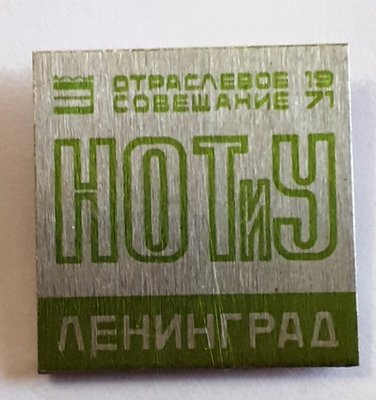 ОТРАСЛЕВОЕ 19
СОВЕЩАНИЕ 71
НОТиУ
ЛЕНИНГРАД